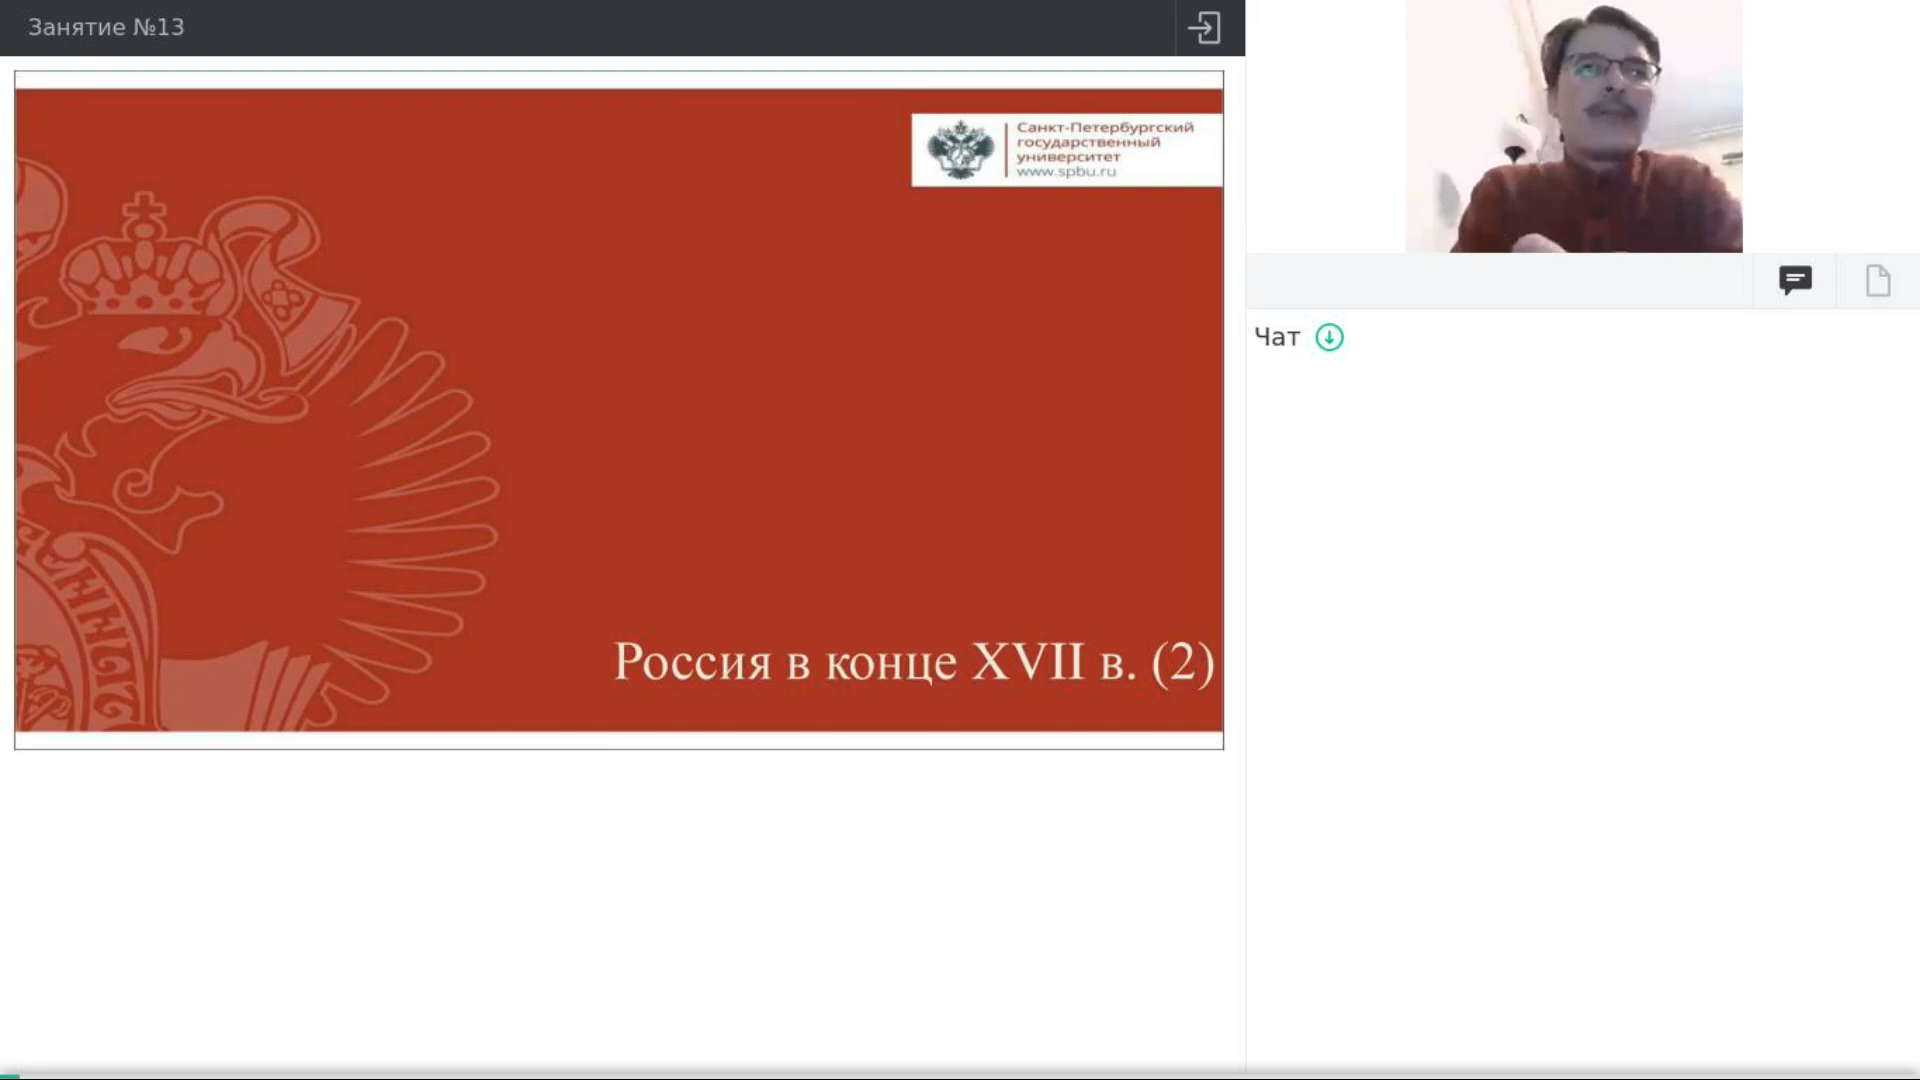 Занятие №13
Санкт-Петербургский
государственный
университет
www.spbu.ru
Россия в конце XVII в. (2)
Чат